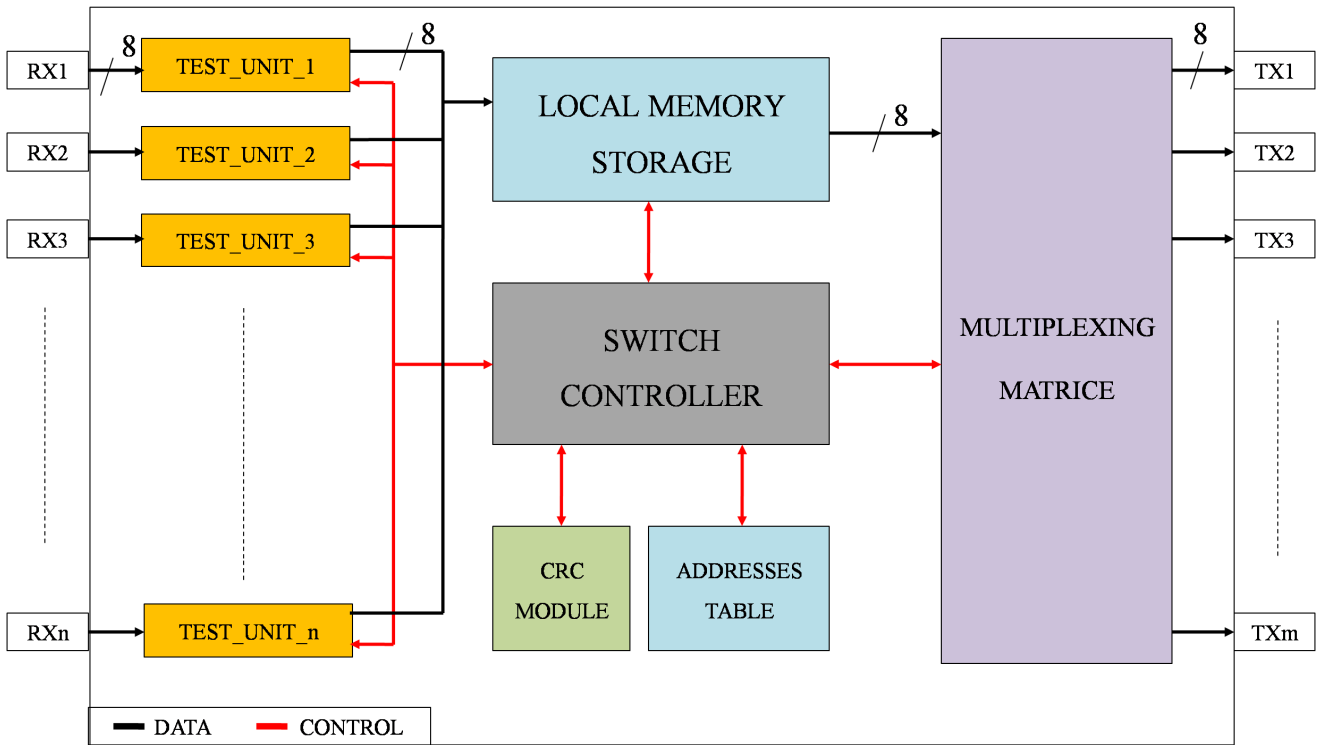 8
8
8
RX1
TEST_UNIT_1
TX1
LOCAL MEMORY
STORAGE
8
RX2
TEST_UNIT_2
TX2
RX3
TEST_UNIT_3
TX3
SWITCH
CONTROLLER
MULTIPLEXING
MATRICE
CRC
MODULE
ADDRESSES
TABLE
RXn
TEST_UNIT_n
TXm
DATA
CONTROL